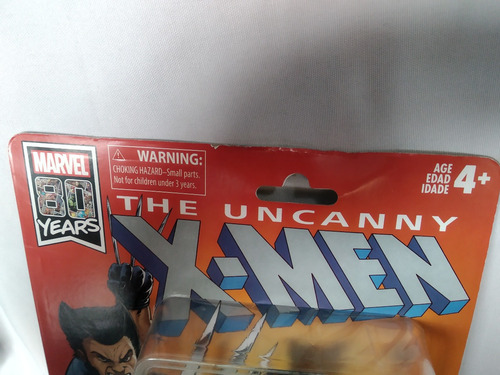 MARVEL
80
YEARS
WARNING:
CHOKING HAZARD–Small parts.
Not for children under 3 years.
AGE
EDAD
IDADE
4+
THE UNCANNY
X-MEN